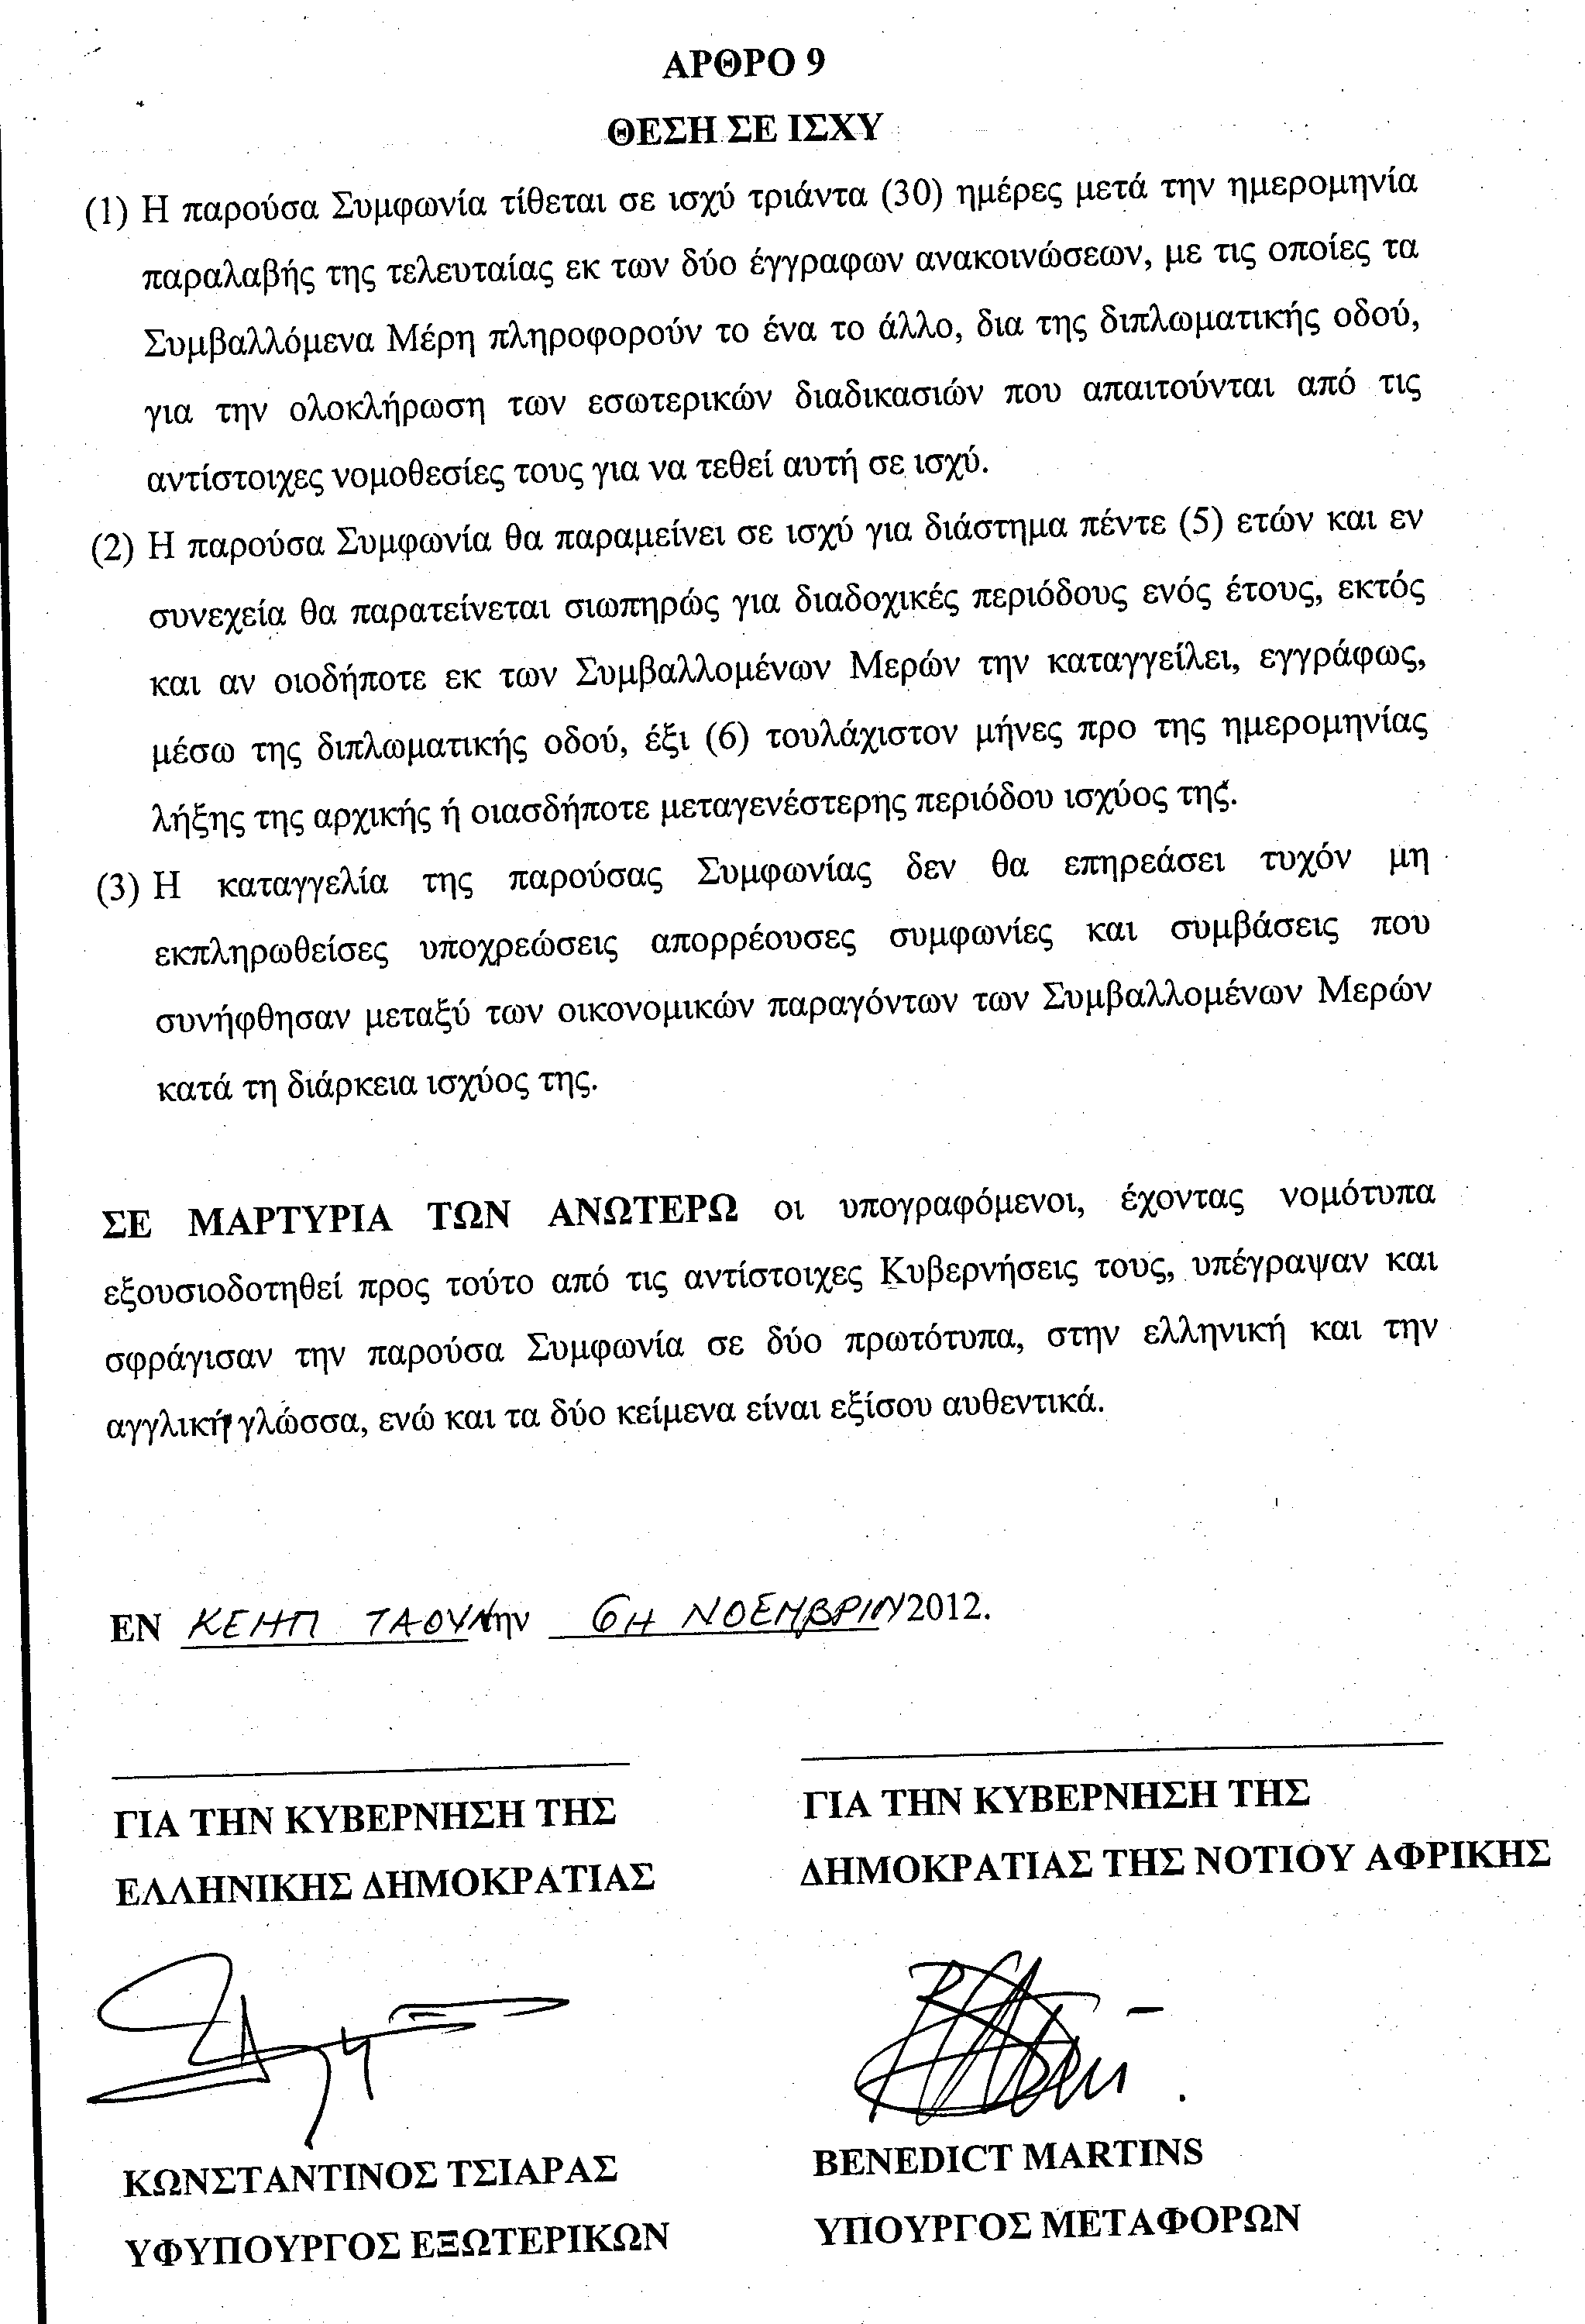 ΑΡΘΡΟ 9
ΘΕΣΗ ΣΕ ΙΣΧΥ
(1) Η παρούσα Συμφωνία τίθεται σε ισχύ τριάντα (30) ημέρες μετά την ημερομηνία
παραλαβής της τελευταίας εκ των δύο έγγραφων ανακοινώσεων, με τις οποίες τα
Συμβαλλόμενα Μέρη πληροφορούν το ένα το άλλο, δια της διπλωματικής οδού,
για την ολοκλήρωση των εσωτερικών διαδικασιών που απαιτούνται από τις
αντίστοιχες νομοθεσίες τους για να τεθεί αυτή σε ισχύ.
(2) Η παρούσα Συμφωνία θα παραμείνει σε ισχύ για διάστημα πέντε (5) ετών και εν
συνεχεία θα παρατείνεται σιωπηρώς για διαδοχικές περιόδους ενός έτους, εκτός
και αν οιοδήποτε εκ των Συμβαλλομένων Μερών την καταγγείλει, εγγράφως,
μέσω της διπλωματικής οδού, έξι (6) τουλάχιστον μήνες προ της ημερομηνίας
λήξης της αρχικής ή οιασδήποτε μεταγενέστερης περιόδου ισχύος της.
(3) Η καταγγελία της παρούσας Συμφωνίας δεν θα επηρεάσει τυχόν μη
εκπληρωθείσες υποχρεώσεις απορρέουσες συμφωνίες και συμβάσεις που
συνήφθησαν μεταξύ των οικονομικών παραγόντων των Συμβαλλομένων Μερών
κατά τη διάρκεια ισχύος της.
ΣΕ ΜΑΡΤΥΡΙΑ ΤΩΝ ΑΝΩΤΕΡΩ οι υπογραφόμενοι, έχοντας νομότυπα
εξουσιοδοτηθεί προς τούτο από τις αντίστοιχες Κυβερνήσεις τους, υπέγραψαν και
σφράγισαν την παρούσα Συμφωνία σε δύο πρωτότυπα, στην ελληνική και την
αγγλική γλώσσα, ενώ και τα δύο κείμενα είναι εξίσου αυθεντικά.
ΕΝ ΚΕΗΠ ΤΑΟΥΝ την 6Η ΝΟΕΜΒΡΙΟΥ 2012.
ΓΙΑ ΤΗΝ ΚΥΒΕΡΝΗΣΗ ΤΗΣ
ΕΛΛΗΝΙΚΗΣ ΔΗΜΟΚΡΑΤΙΑΣ
ΓΙΑ ΤΗΝ ΚΥΒΕΡΝΗΣΗ ΤΗΣ
ΔΗΜΟΚΡΑΤΙΑΣ ΤΗΣ ΝΟΤΙΟΥ ΑΦΡΙΚΗΣ
ΚΩΝΣΤΑΝΤΙΝΟΣ ΤΣΙΑΡΑΣ
ΥΦΥΠΟΥΡΓΟΣ ΕΞΩΤΕΡΙΚΩΝ
BENEDICT MARTINS
ΥΠΟΥΡΓΟΣ ΜΕΤΑΦΟΡΩΝ